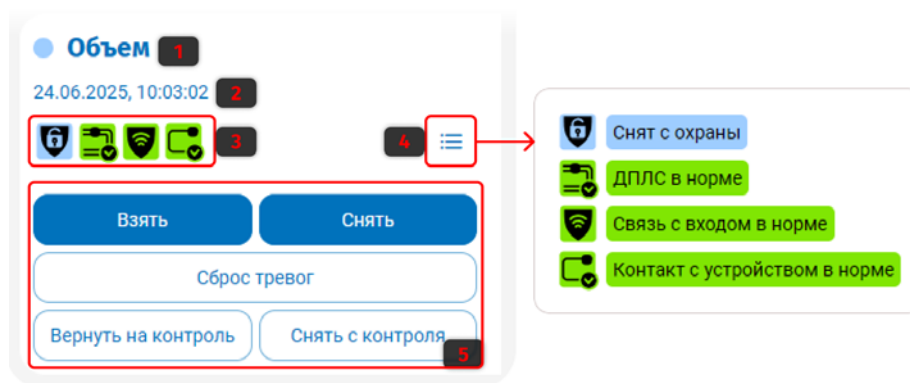 Объем 1
24.06.2025, 10:03:02 2
3
4
Взять Снять
Сброс тревог
Вернуть на контроль Снять с контроля
5
Снят с охраны
ДПЛС в норме
Связь с входом в норме
Контакт с устройством в норме